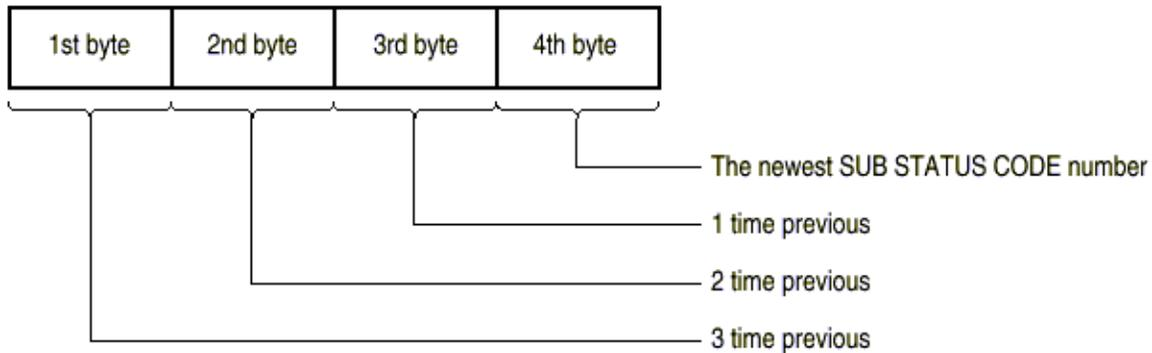 1st byte 2nd byte 3rd byte 4th byte
The newest SUB STATUS CODE number
1 time previous
2 time previous
3 time previous